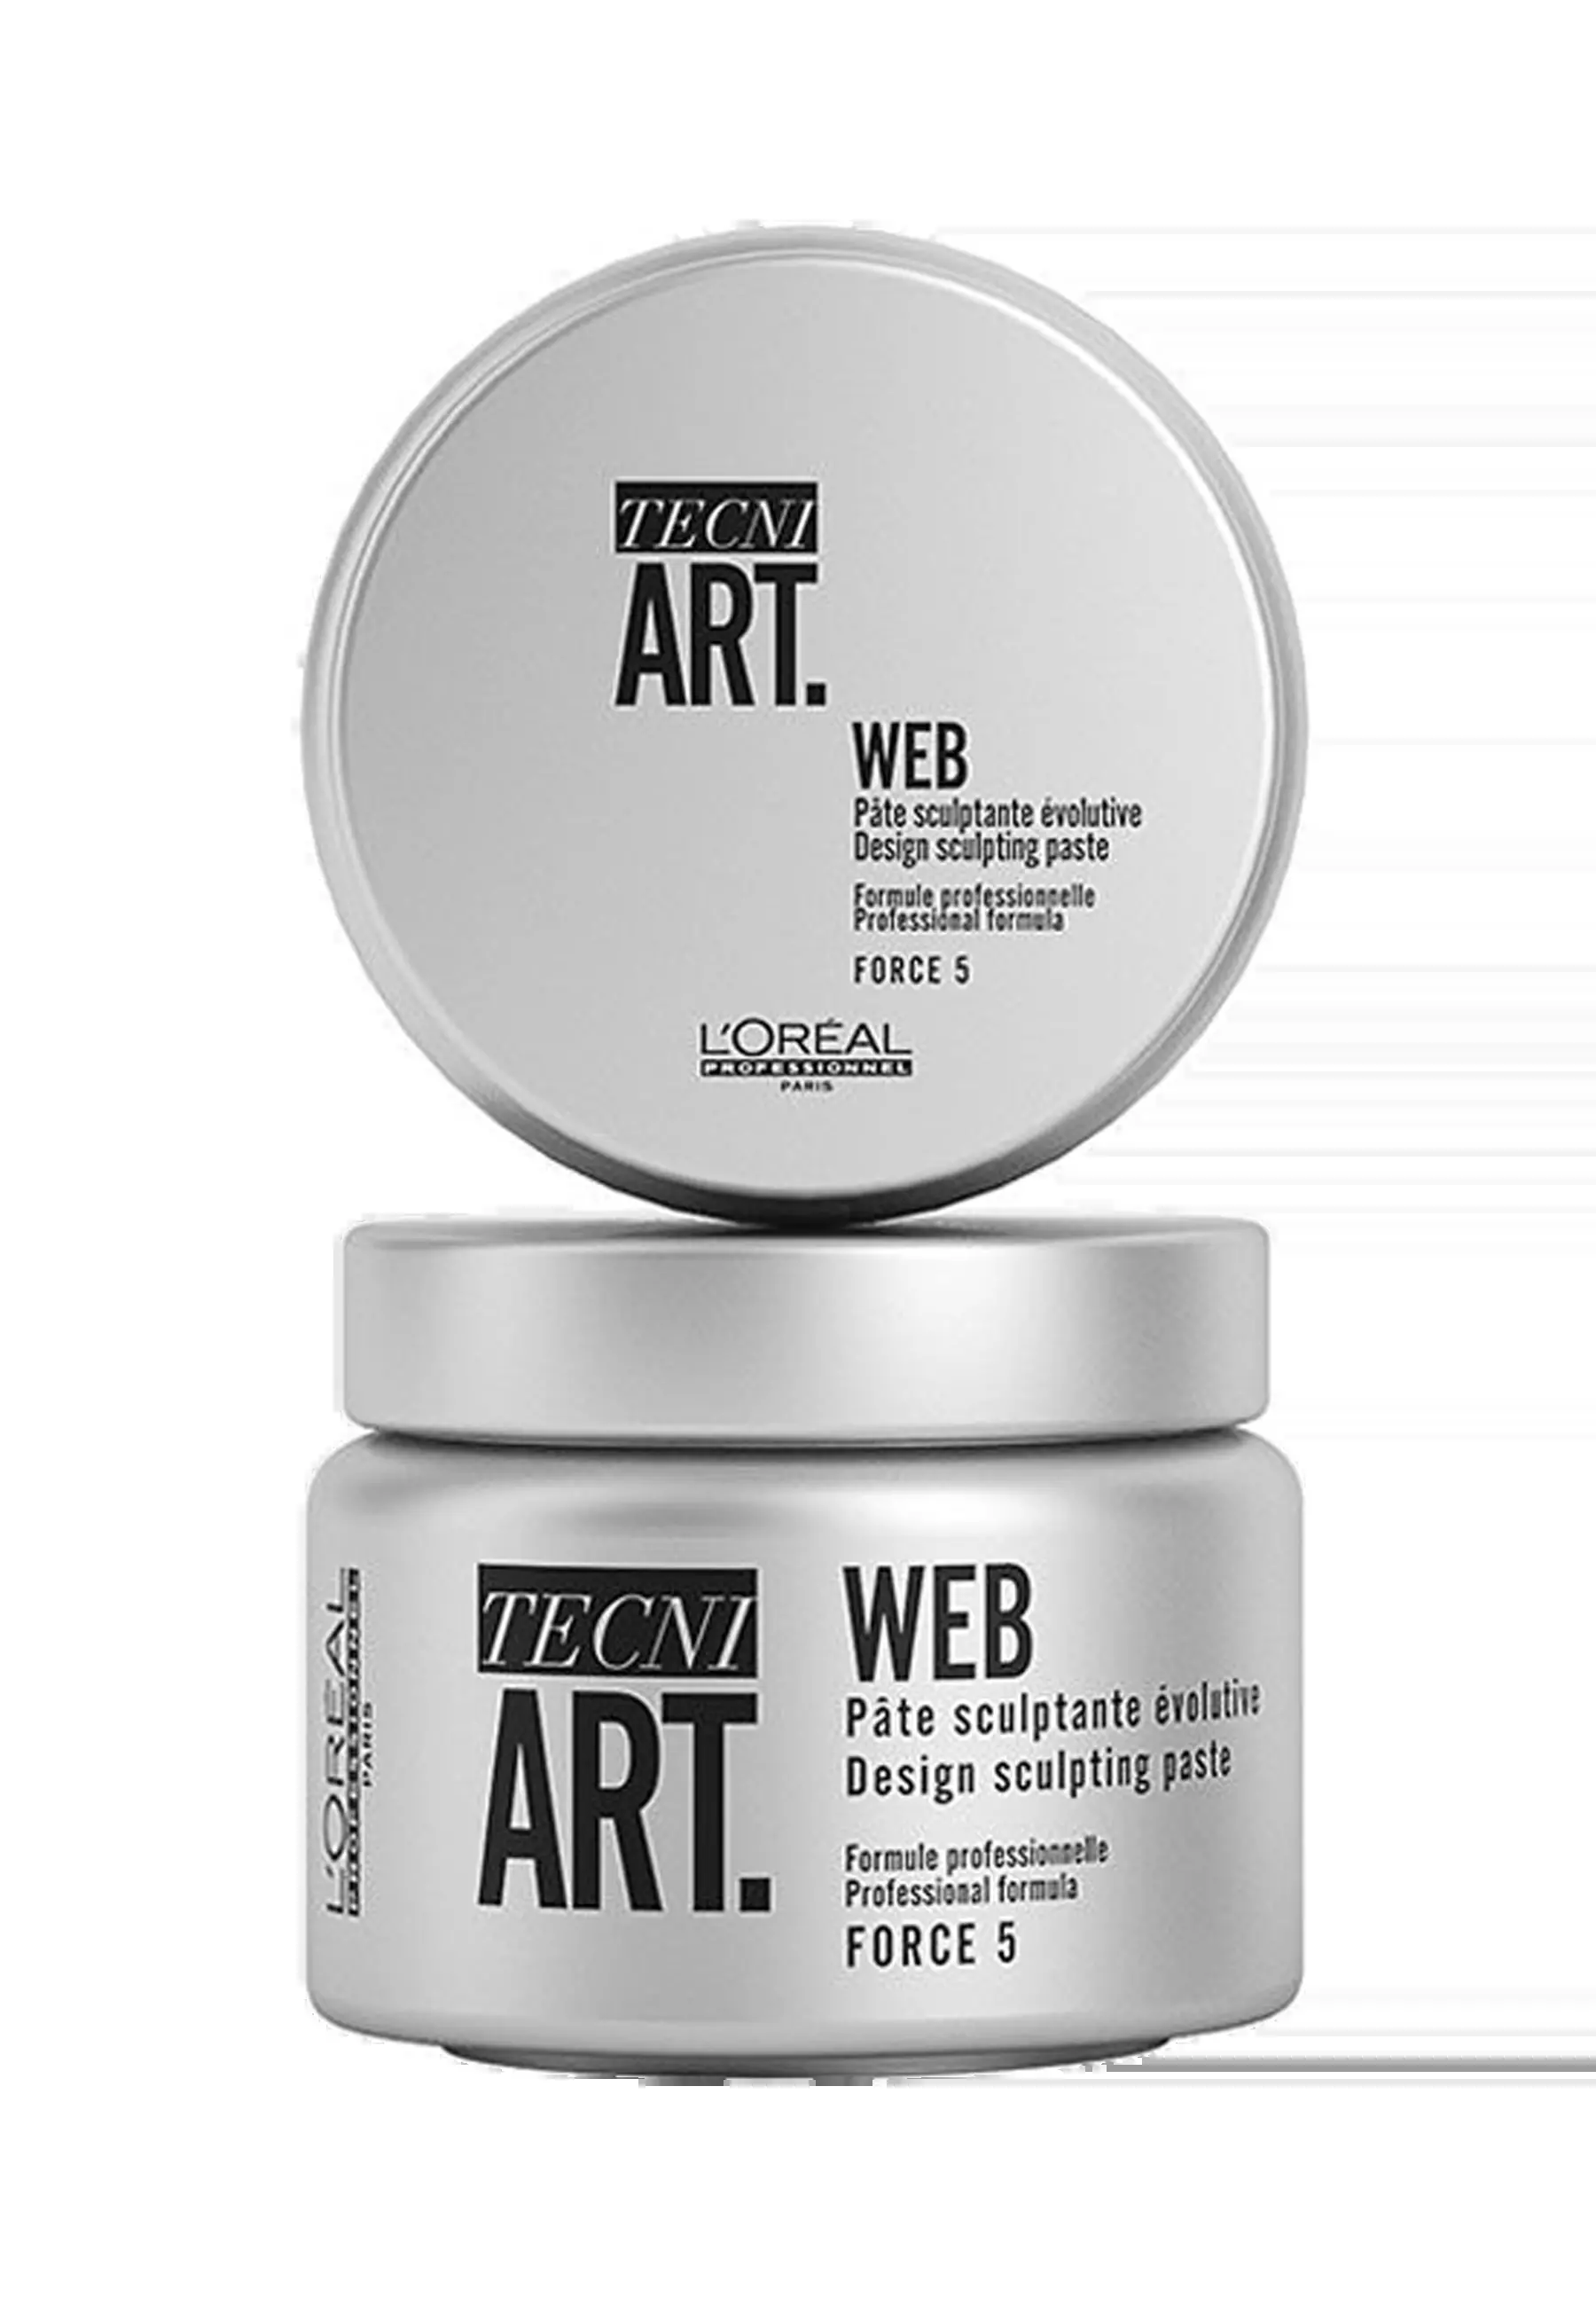 TECNI
ART.
WEB
Pâte sculptante évolutive
Design sculpting paste
Formule professionnelle
Professional formula
FORCE 5
L'ORÉAL
PROFESSIONNEL
PARIS
L'ORÉAL
PROFESSIONNEL
PARIS
TECNI
ART.
WEB
Pâte sculptante évolutive
Design sculpting paste
Formule professionnelle
Professional formula
FORCE 5